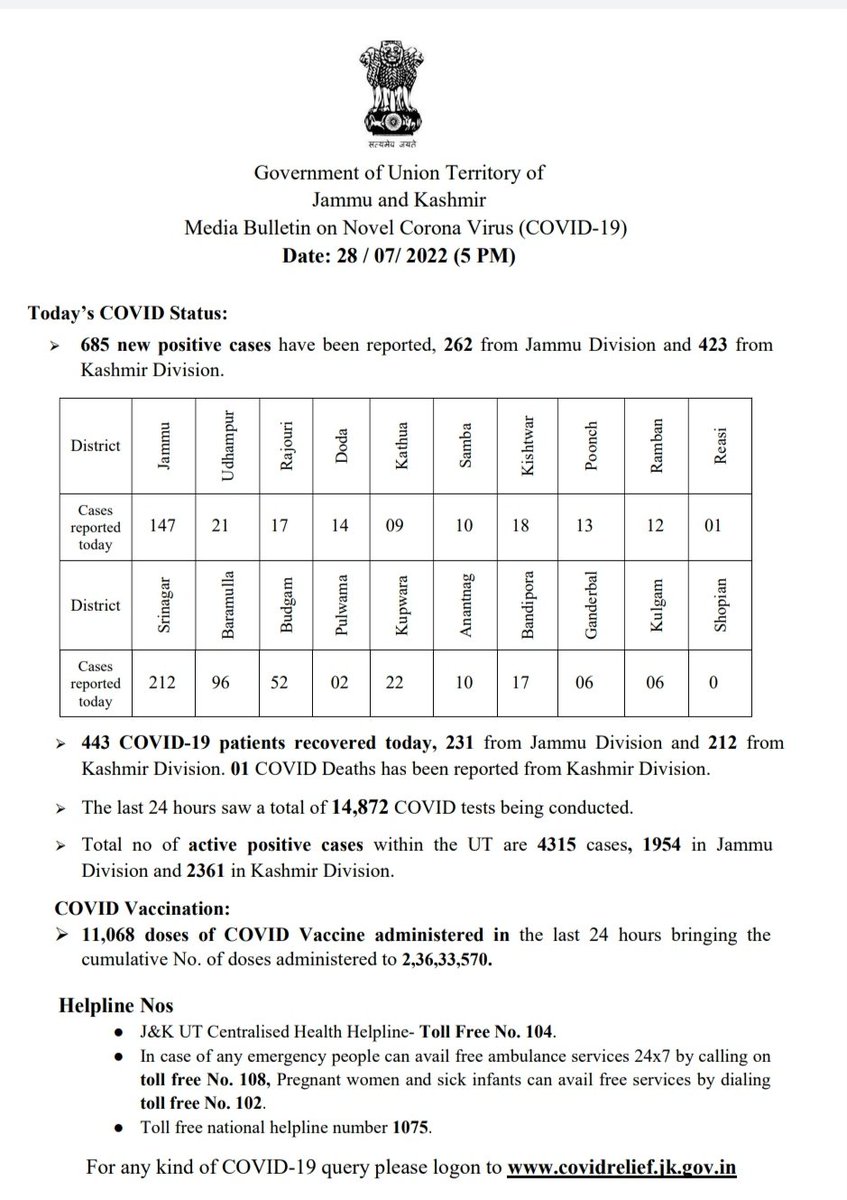 सत्यमेव जयते
Government of Union Territory of
Jammu and Kashmir
Media Bulletin on Novel Corona Virus (COVID-19)
Date: 28 / 07/ 2022 (5 PM)
Today’s COVID Status:
➢ 685 new positive cases have been reported, 262 from Jammu Division and 423 from
Kashmir Division.
District Jammu Udhampur Rajouri Doda Kathua Samba Kishtwar Poonch Ramban Reasi
Cases
reported
today
147 21 17 14 09 10 18 13 12 01
District Srinagar Baramulla Budgam Pulwama Kupwara Anantnag Bandipora Ganderbal Kulgam Shopian
Cases
reported
today
212 96 52 02 22 10 17 06 06 0
➢ 443 COVID-19 patients recovered today, 231 from Jammu Division and 212 from
Kashmir Division. 01 COVID Deaths has been reported from Kashmir Division.
➢ The last 24 hours saw a total of 14,872 COVID tests being conducted.
➢ Total no of active positive cases within the UT are 4315 cases, 1954 in Jammu
Division and 2361 in Kashmir Division.
COVID Vaccination:
➢ 11,068 doses of COVID Vaccine administered in the last 24 hours bringing the
cumulative No. of doses administered to 2,36,33,570.
Helpline Nos
● J&K UT Centralised Health Helpline- Toll Free No. 104.
● In case of any emergency people can avail free ambulance services 24x7 by calling on
toll free No. 108, Pregnant women and sick infants can avail free services by dialing
toll free No. 102.
● Toll free national helpline number 1075.
For any kind of COVID-19 query please logon to www.covidrelief.jk.gov.in